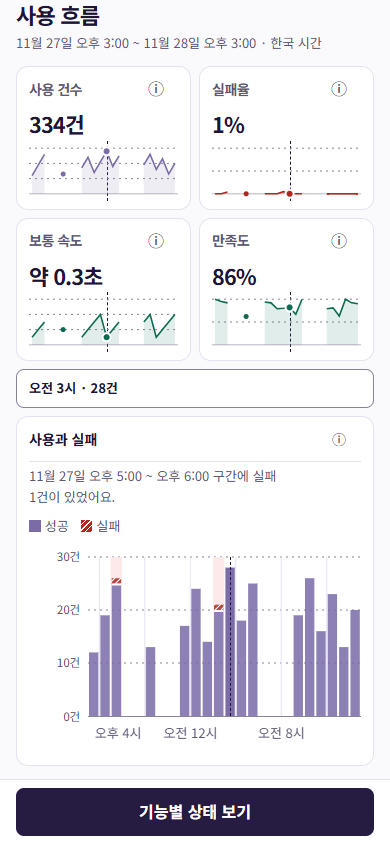 사용 흐름
11월 27일 오후 3:00 ~ 11월 28일 오후 3:00 · 한국 시간
사용 건수 ⓘ
334건
실패율 ⓘ
1%
보통 속도 ⓘ
약 0.3초
만족도 ⓘ
86%
오전 3시 · 28건
사용과 실패 ⓘ
11월 27일 오후 5:00 ~ 오후 6:00 구간에 실패
1건이 있었어요.
성공 실패
30건
20건
10건
0건
오후 4시 오전 12시 오전 8시
기능별 상태 보기